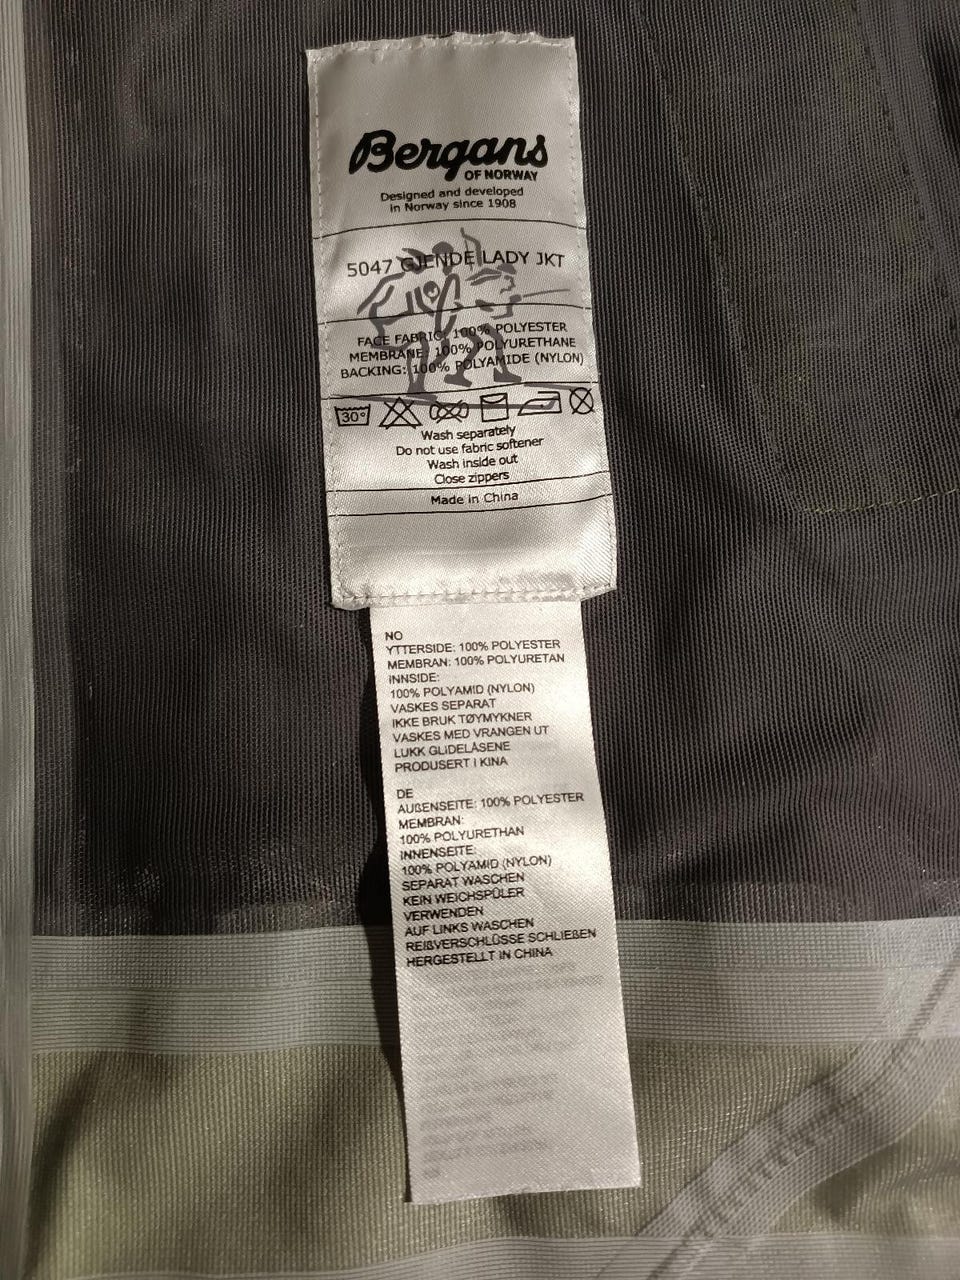 Bergans
OF NORWAY
Designed and developed
in Norway since 1908
5047 GJENDE LADY JKT
FACE FABRIC: 100% POLYESTER
MEMBRANE: 100% POLYURETHANE
BACKING: 100% POLYAMIDE (NYLON)
30°
Wash separately
Do not use fabric softener
Wash inside out
Close zippers
Made in China
NO
YTTERSIDE: 100% POLYESTER
MEMBRAN: 100% POLYURETAN
INNSIDE:
100% POLYAMID (NYLON)
VASKES SEPARAT
IKKE BRUK TØYMYKNER
VASKES MED VRANGEN UT
LUKK GLIDELÅSENE
PRODUSERT I KINA
DE
AUßENSEITE: 100% POLYESTER
MEMBRAN:
100% POLYURETHAN
INNENSEITE:
100% POLYAMID (NYLON)
SEPARAT WASCHEN
KEIN WEICHSPÜLER
VERWENDEN
AUF LINKS WASCHEN
REIßVERSCHLÜSSE SCHLIEßEN
HERGESTELLT IN CHINA